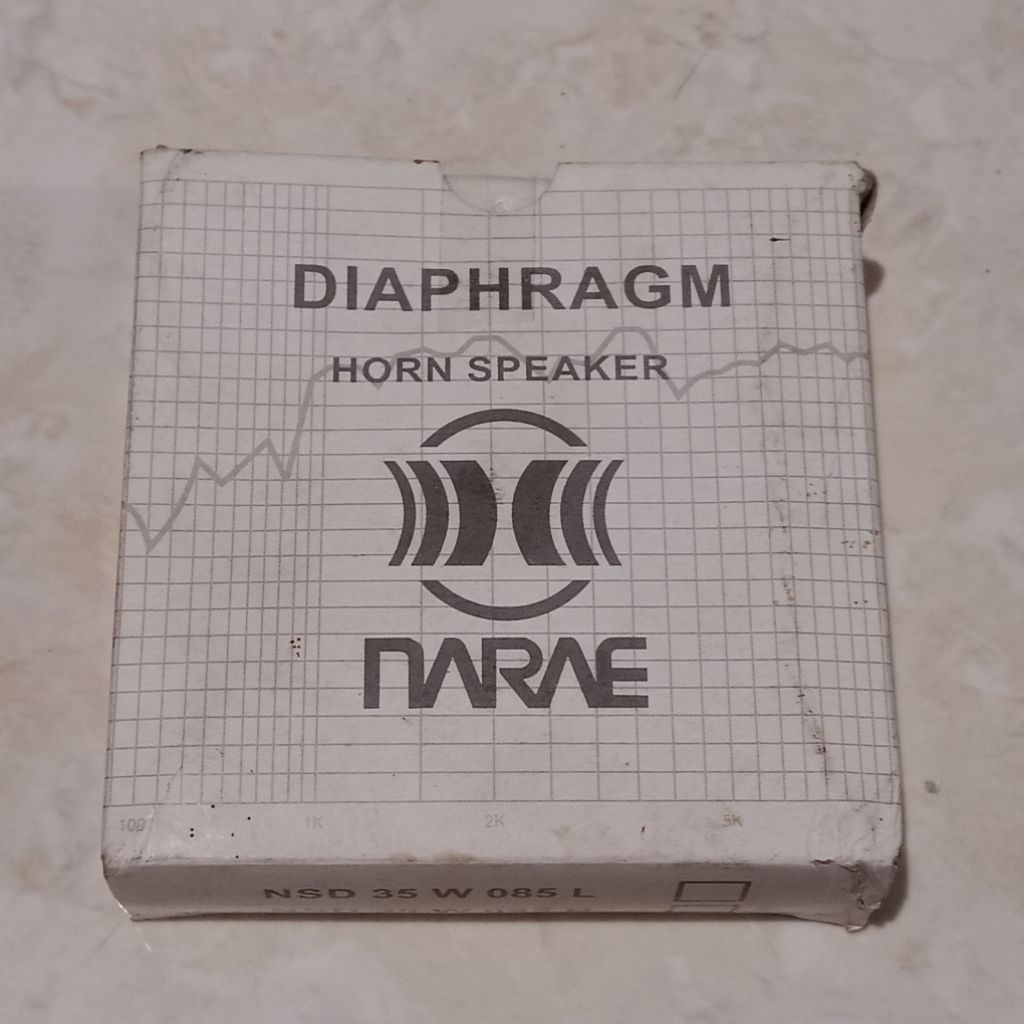 DIAPHRAGM
HORN SPEAKER
NARAE
100 1K 2K 5K
NSD 35 W 085 L